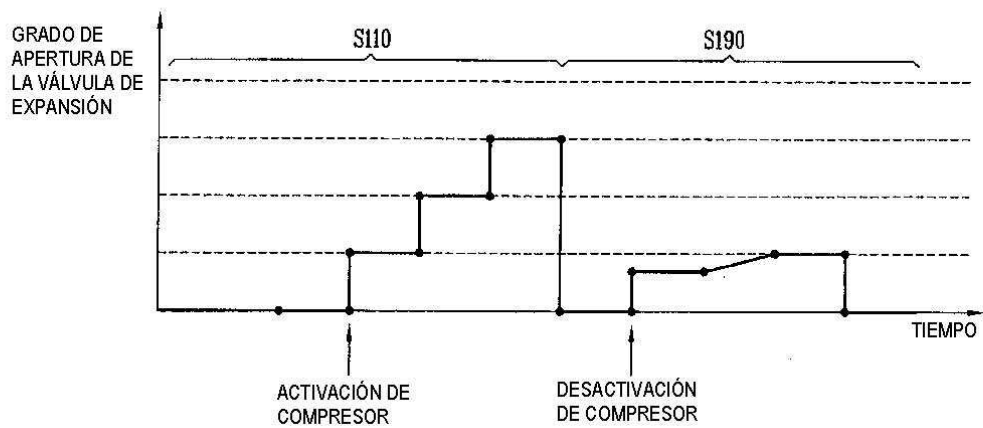 GRADO DE
APERTURA DE
LA VÁLVULA DE
EXPANSIÓN
S110
S190
TIEMPO
ACTIVACIÓN DE
COMPRESOR
DESACTIVACIÓN
DE COMPRESOR